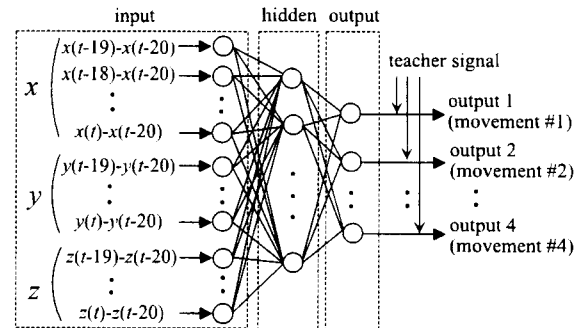 input
hidden
output
x
x(t-19)-x(t-20)
x(t-18)-x(t-20)
x(t)-x(t-20)
y
y(t-19)-y(t-20)
y(t)-y(t-20)
z
z(t-19)-z(t-20)
z(t)-z(t-20)
teacher signal
output 1
(movement #1)
output 2
(movement #2)
output 4
(movement #4)